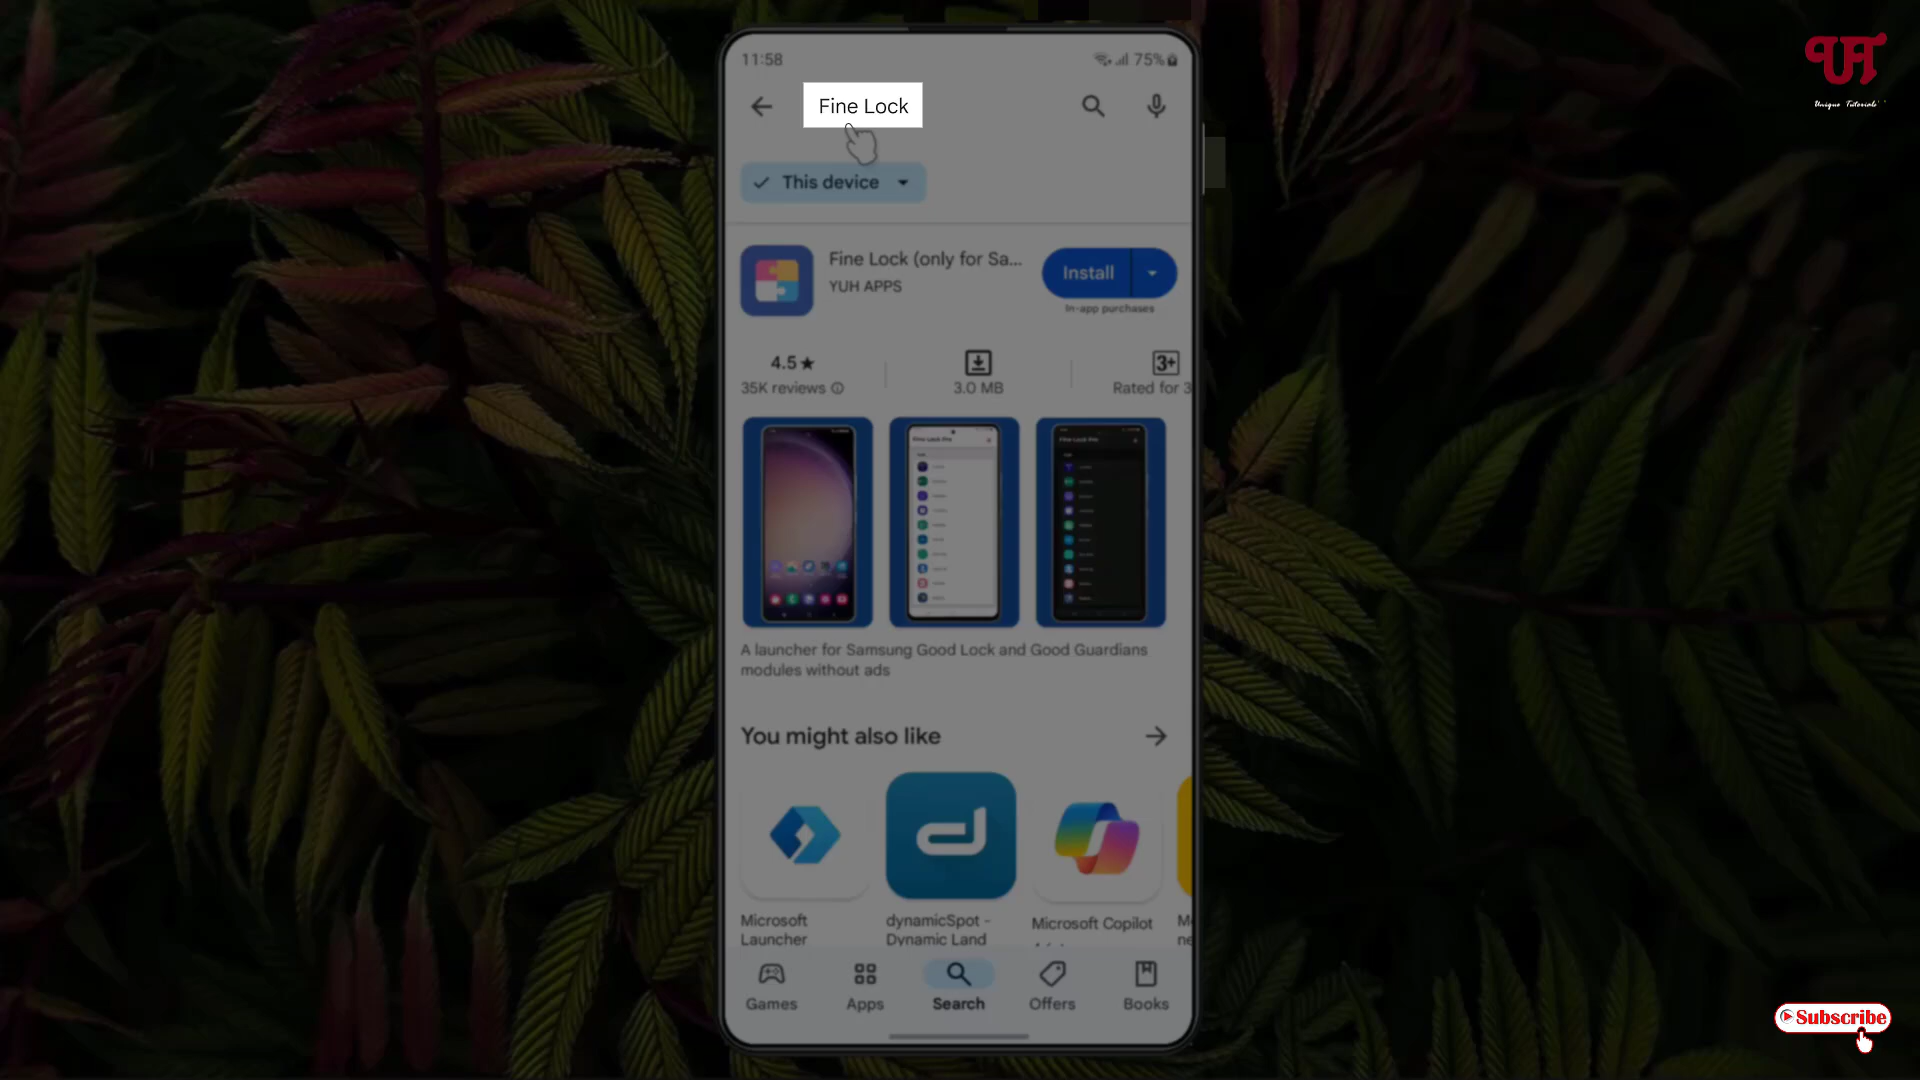 11:58
75%
Fine Lock
This device
Fine Lock (only for Sa...
YUH APPS
Install
In-app purchases
4.5★
35K reviews
3.0 MB
3+
Rated for 3
A launcher for Samsung Good Lock and Good Guardians
modules without ads
You might also like
Microsoft
Launcher
dynamicSpot -
Dynamic Land
Microsoft Copilot
Games
Apps
Search
Offers
Books
UT
Unique Tutorials
Subscribe